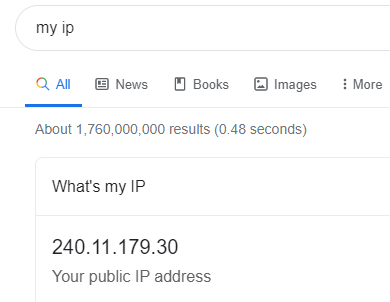 my ip
All News Books Images More
About 1,760,000,000 results (0.48 seconds)
What's my IP
240.11.179.30
Your public IP address